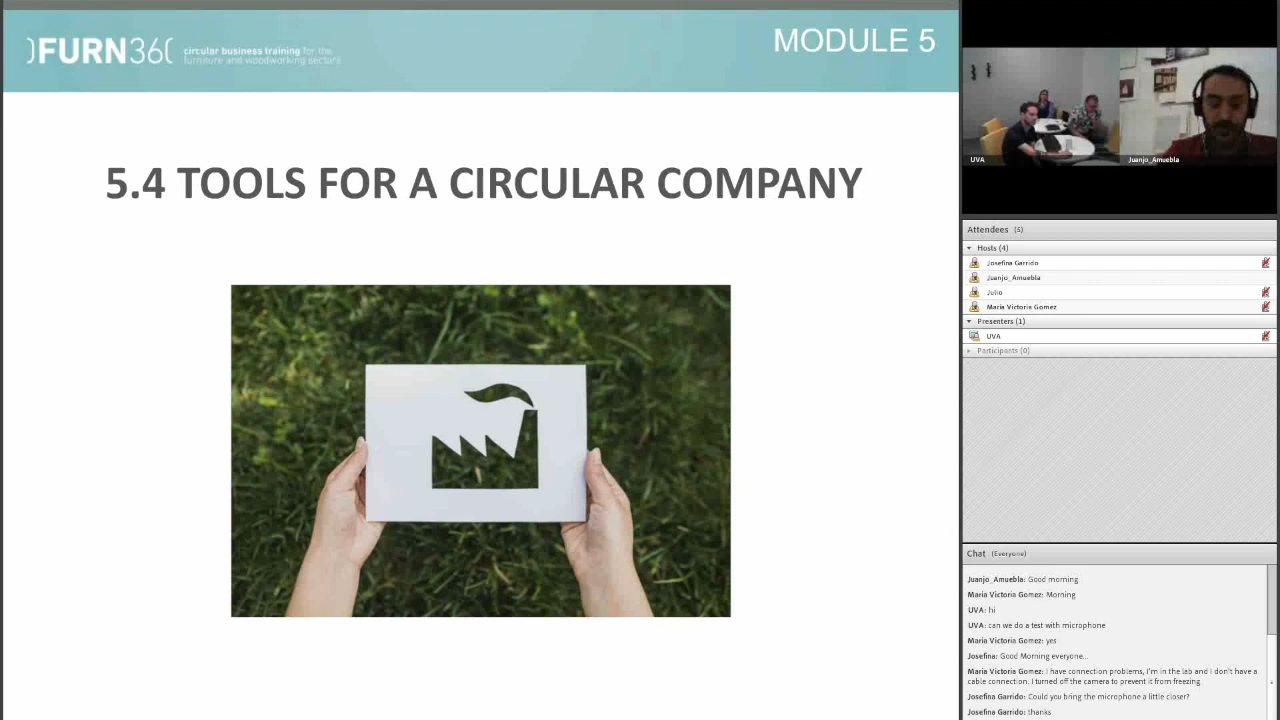 FURN360
circular business training for the
furniture and woodworking sectors
MODULE 5
5.4 TOOLS FOR A CIRCULAR COMPANY
UVA
Juanjo_Amuebla
Attendees (5)
Hosts (4)
Josefina Garrido
Juanjo_Amuebla
Julio
Maria Victoria Gomez
Presenters (1)
UVA
Participants (0)
Chat (Everyone)
Juanjo_Amuebla: Good morning
Maria Victoria Gomez: Morning
UVA: hi
UVA: can we do a test with microphone
Maria Victoria Gomez: yes
Josefina: Good Morning everyone...
Maria Victoria Gomez: I have connection problems, I'm in the lab and i don't have a
cable connection. I turned off the camera to prevent it from freezing
Josefina Garrido: Could you bring the microphone a little closer?
Josefina Garrido: thanks